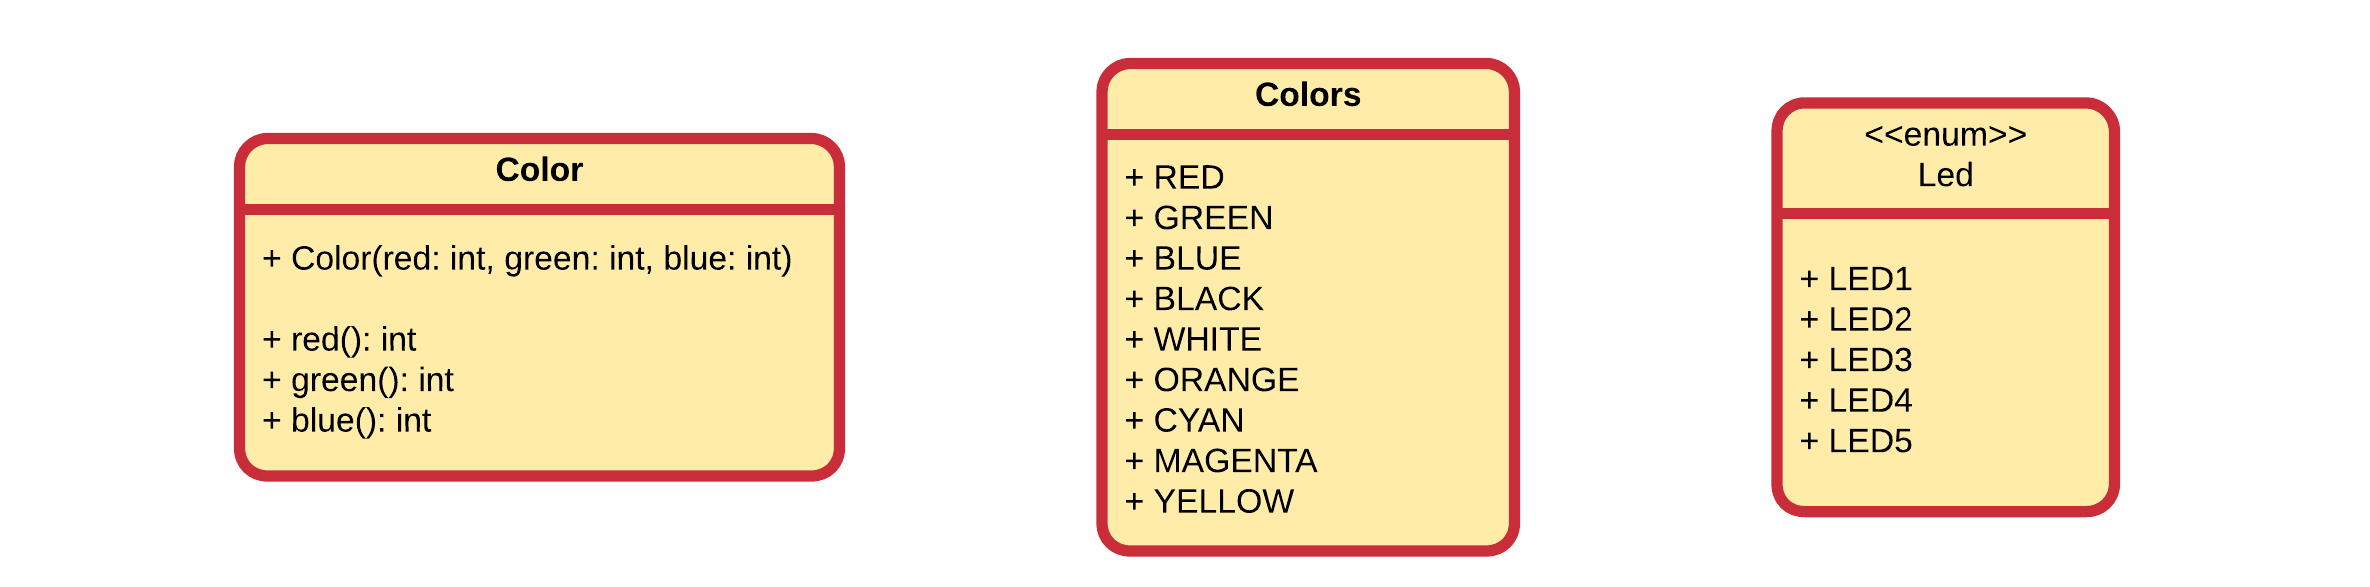 Color
+ Color(red: int, green: int, blue: int)
+ red(): int
+ green(): int
+ blue(): int
Colors
+ RED
+ GREEN
+ BLUE
+ BLACK
+ WHITE
+ ORANGE
+ CYAN
+ MAGENTA
+ YELLOW
<<enum>>
Led
+ LED1
+ LED2
+ LED3
+ LED4
+ LED5